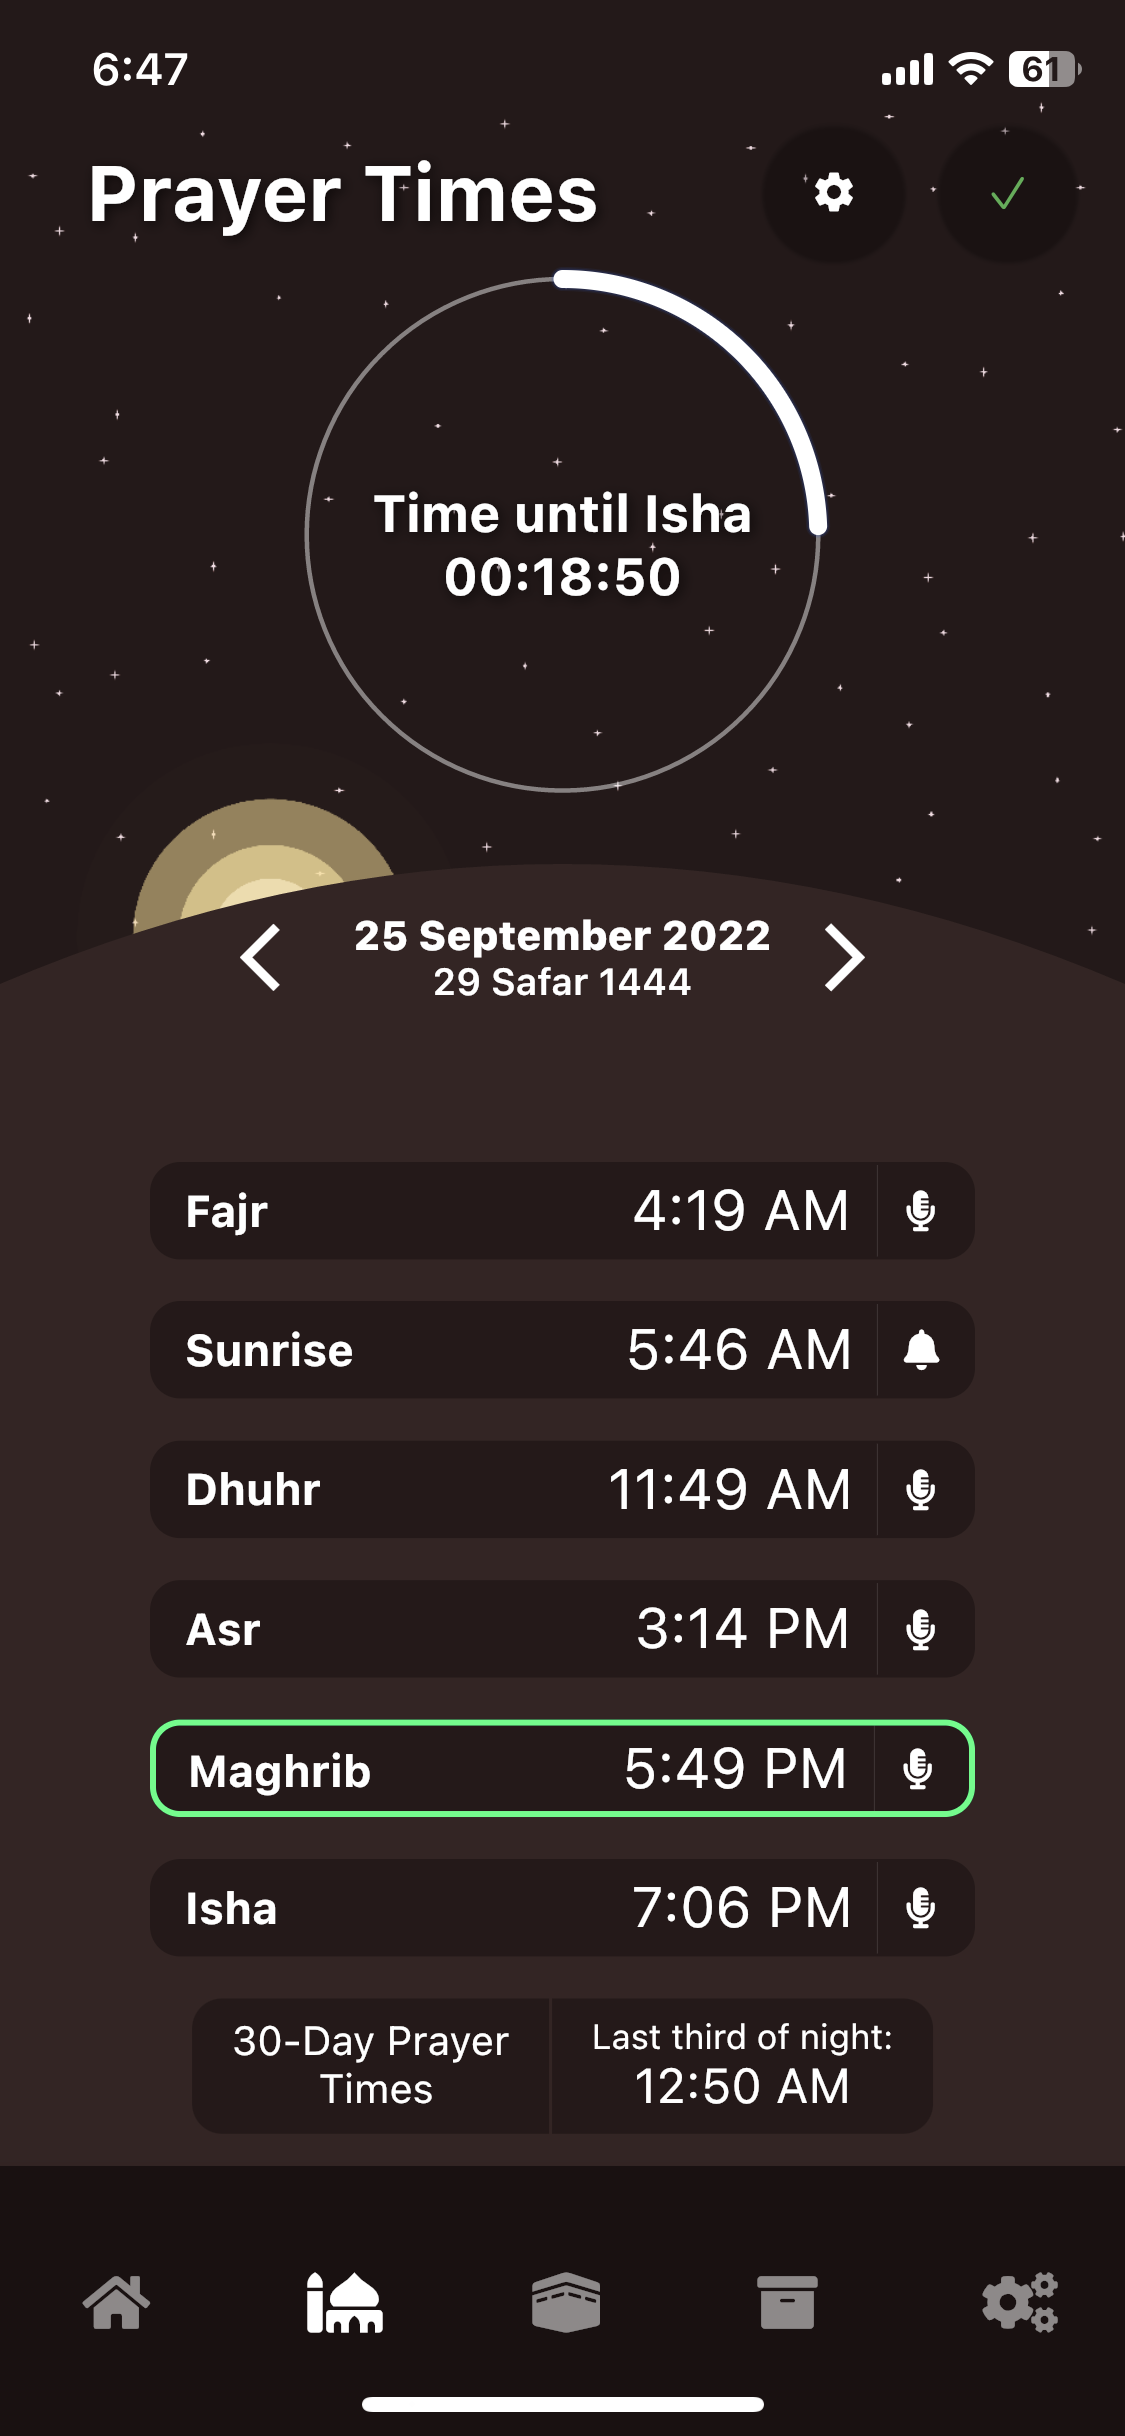 6:47
61
Prayer Times
Time until Isha
00:18:50
25 September 2022
29 Safar 1444
Fajr 4:19 AM
Sunrise 5:46 AM
Dhuhr 11:49 AM
Asr 3:14 PM
Maghrib 5:49 PM
Isha 7:06 PM
30-Day Prayer
Times
Last third of night:
12:50 AM